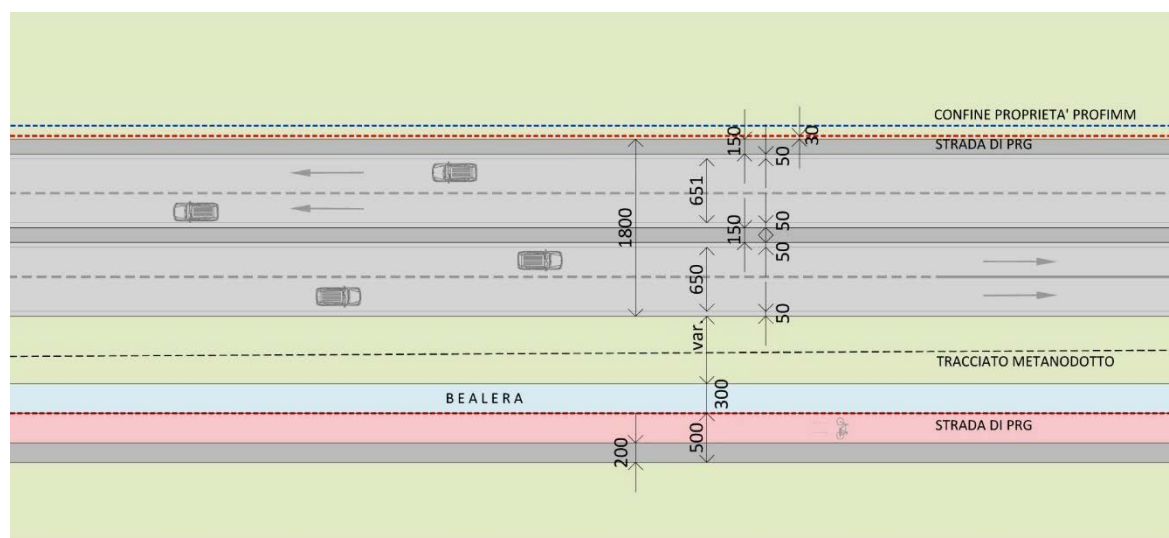 CONFINE PROPRIETA' PROFIMM
STRADA DI PRG
150
50
30
651
1800
150
50
50
650
50
var.
TRACCIATO METANODOTTO
BEALERA
300
STRADA DI PRG
200
500